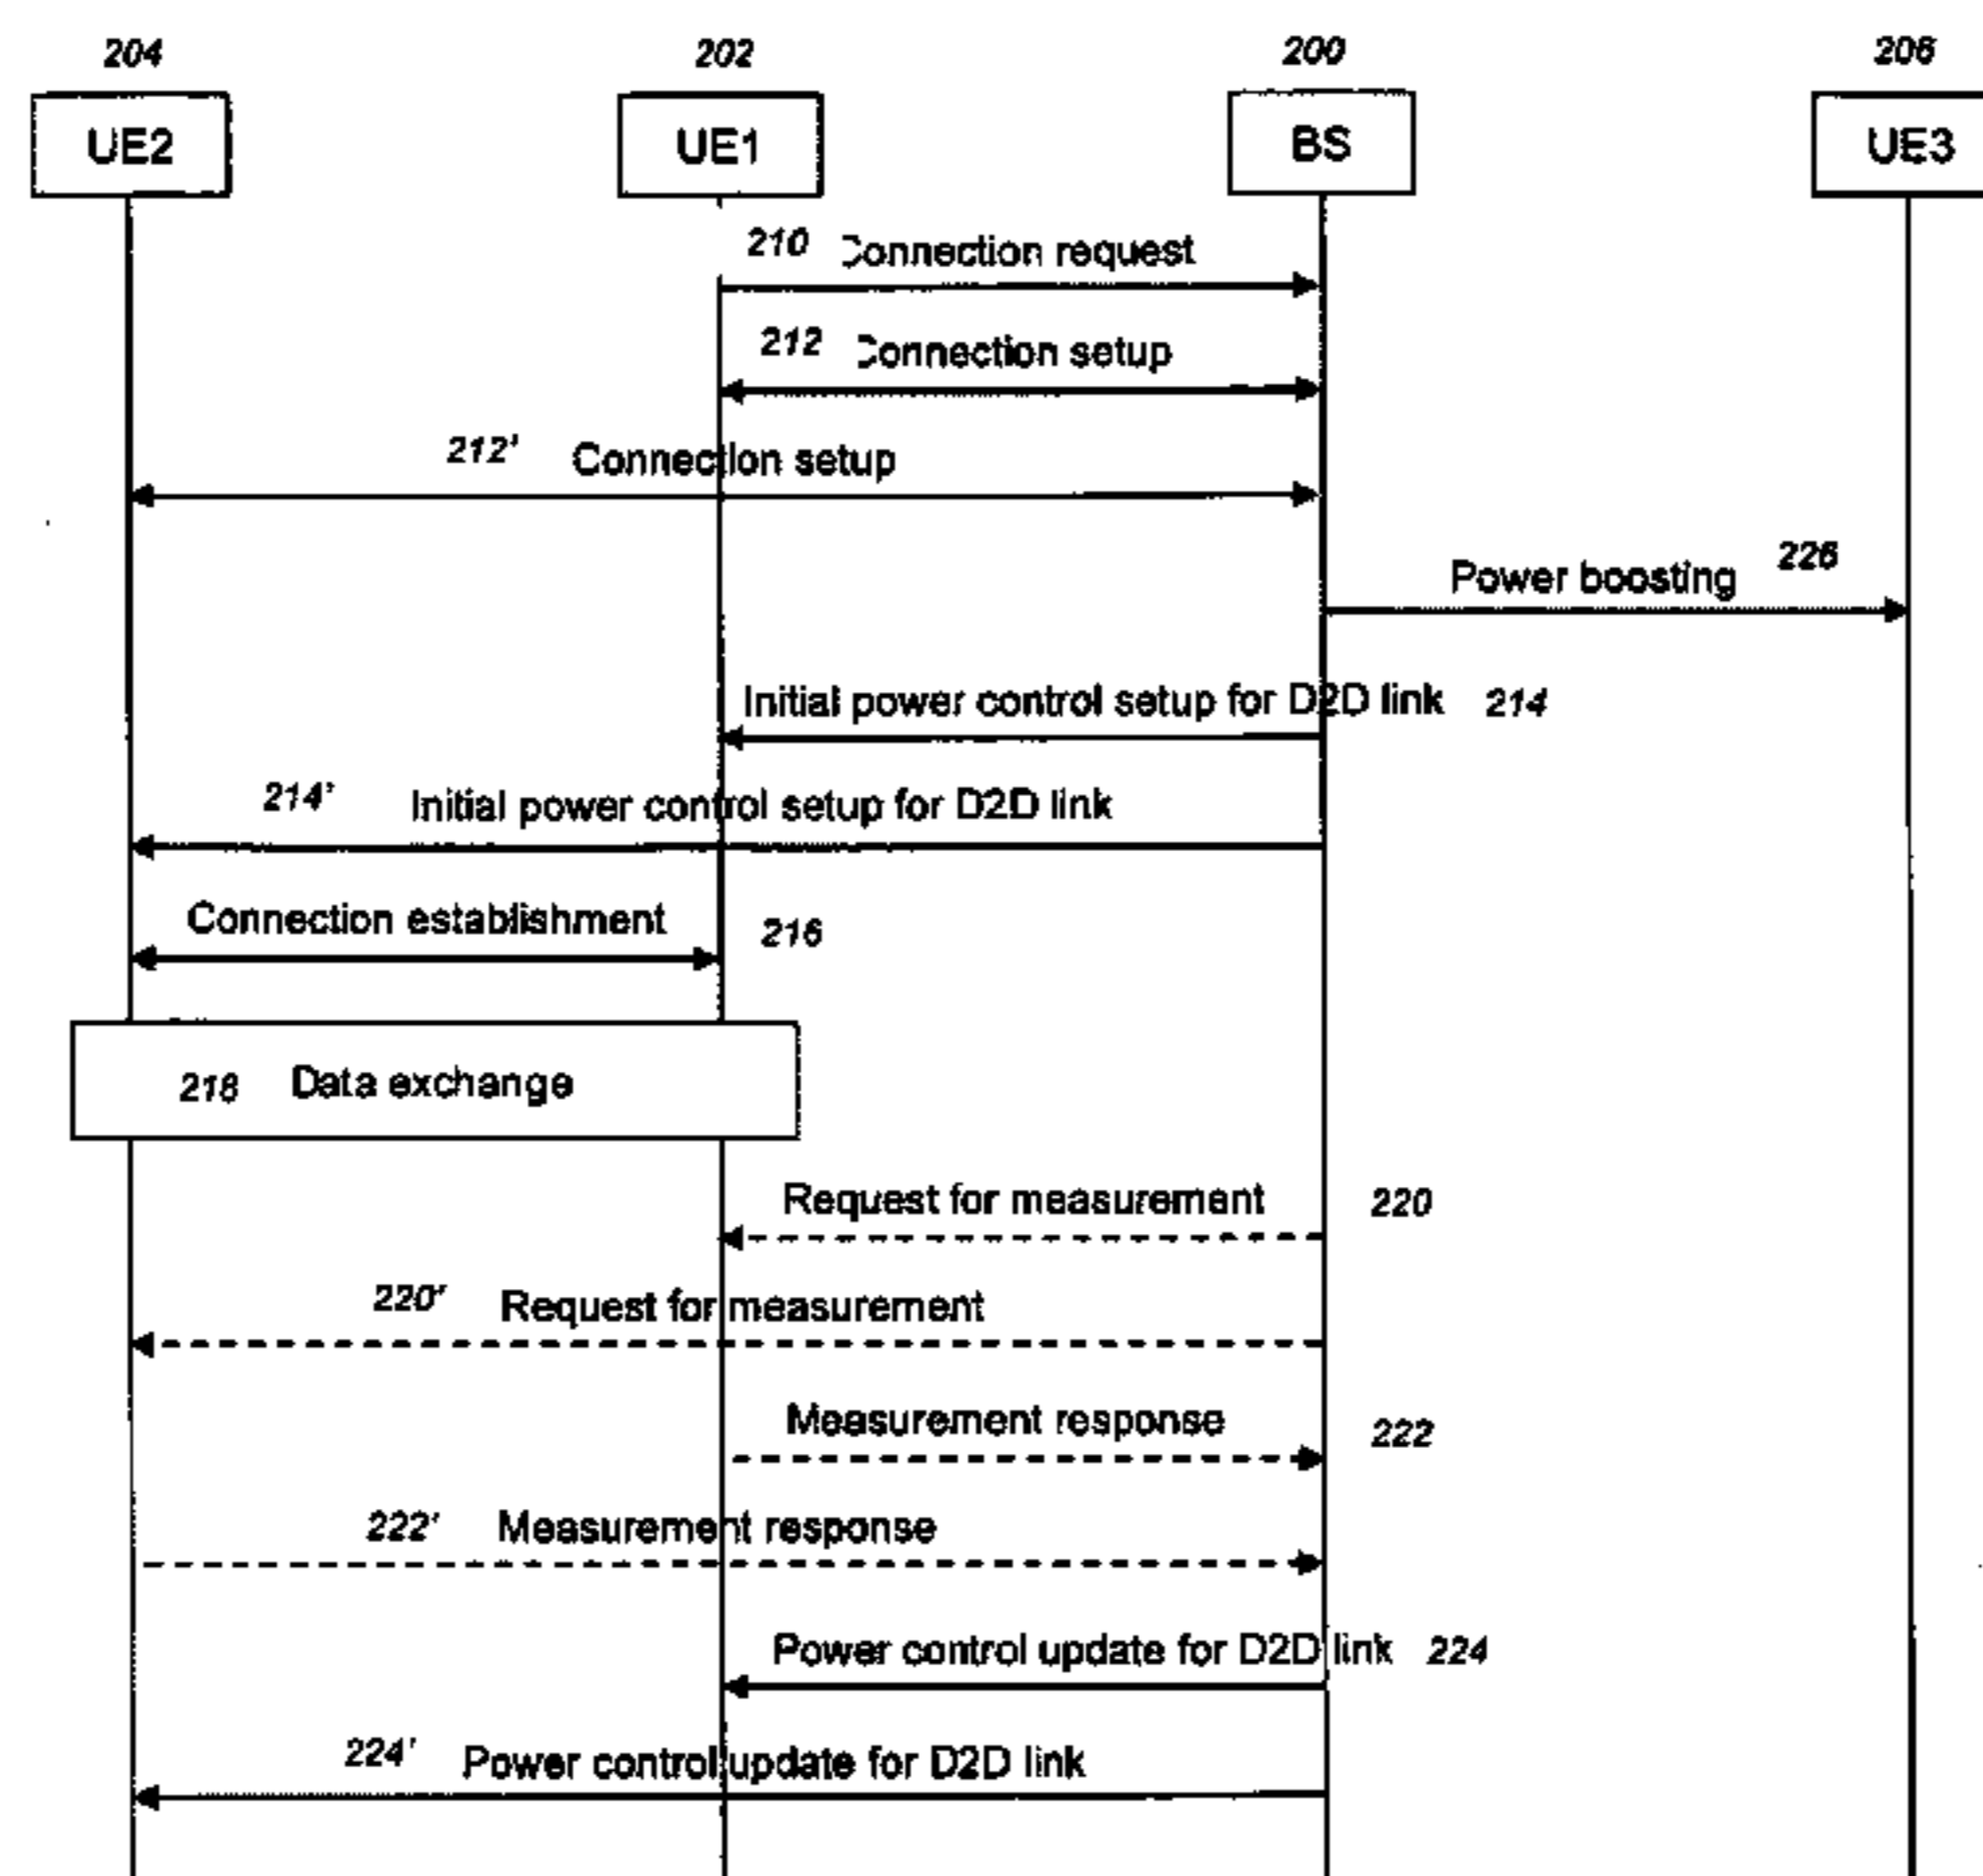 204 202 200 206
UE2 UE1 BS UE3
210 Connection request
212 Connection setup
212' Connection setup
Power boosting 226
Initial power control setup for D2D link 214
214' Initial power control setup for D2D link
Connection establishment 216
218 Data exchange
Request for measurement 220
220' Request for measurement
Measurement response 222
222' Measurement response
Power control update for D2D link 224
224' Power control update for D2D link